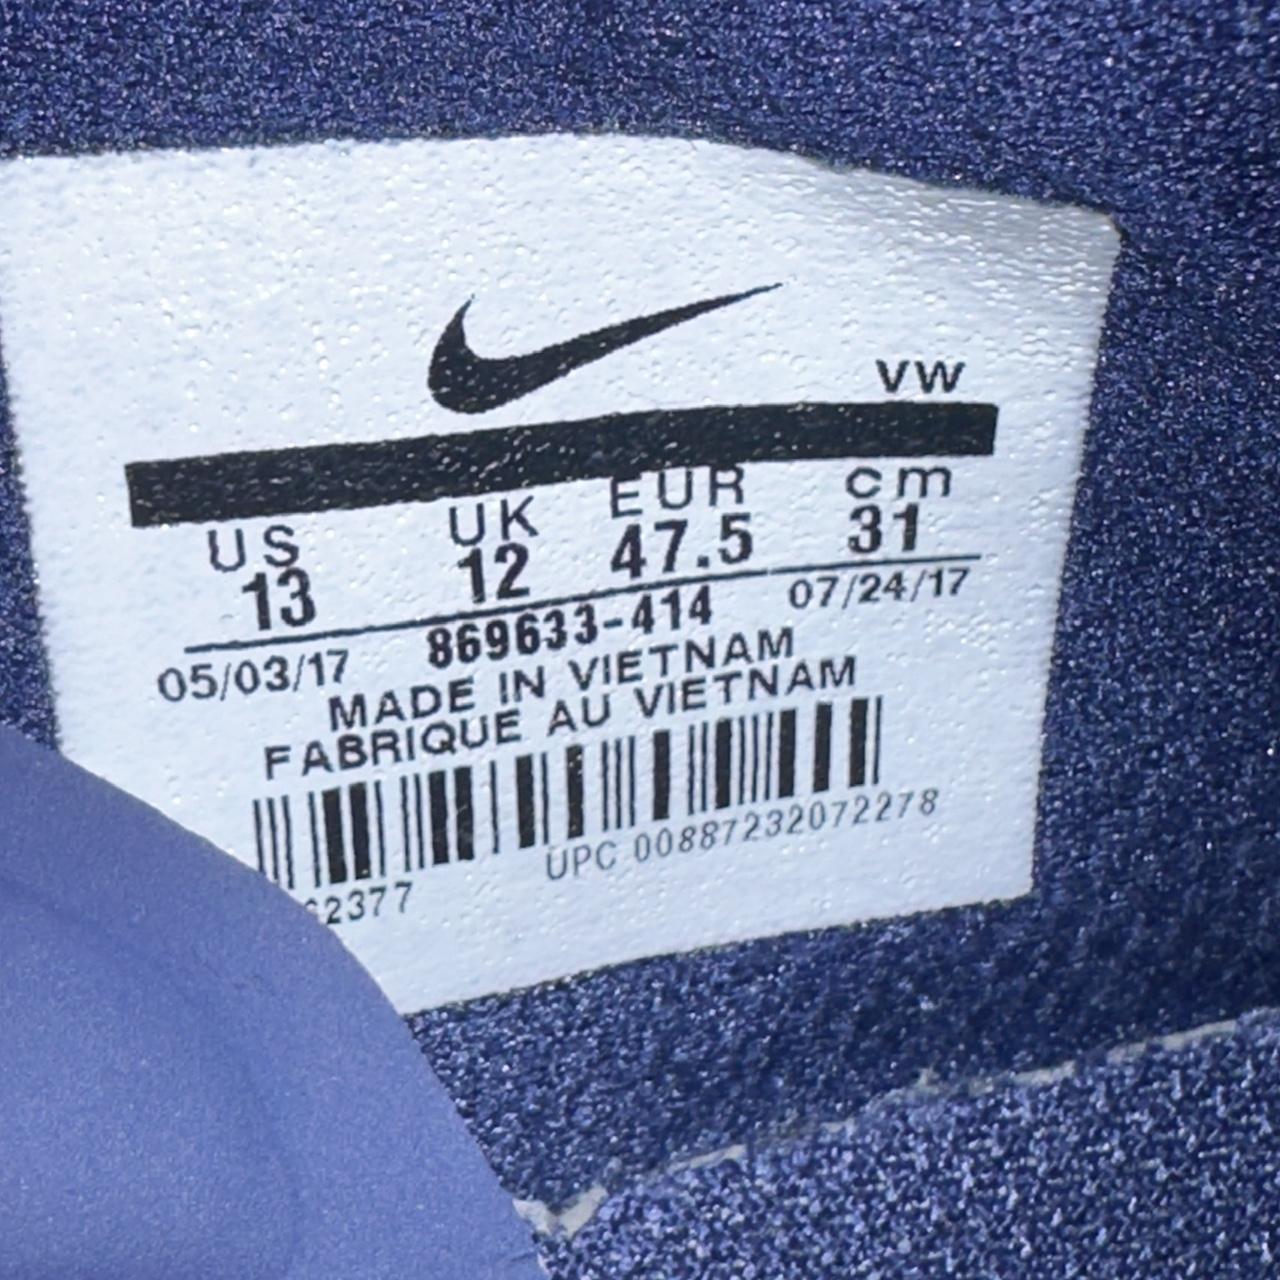 VW
US UK EUR cm
13 12 47.5 31
05/03/17 869633-414 07/24/17
MADE IN VIETNAM
FABRIQUE AU VIETNAM
UPC 00887232072278
2377